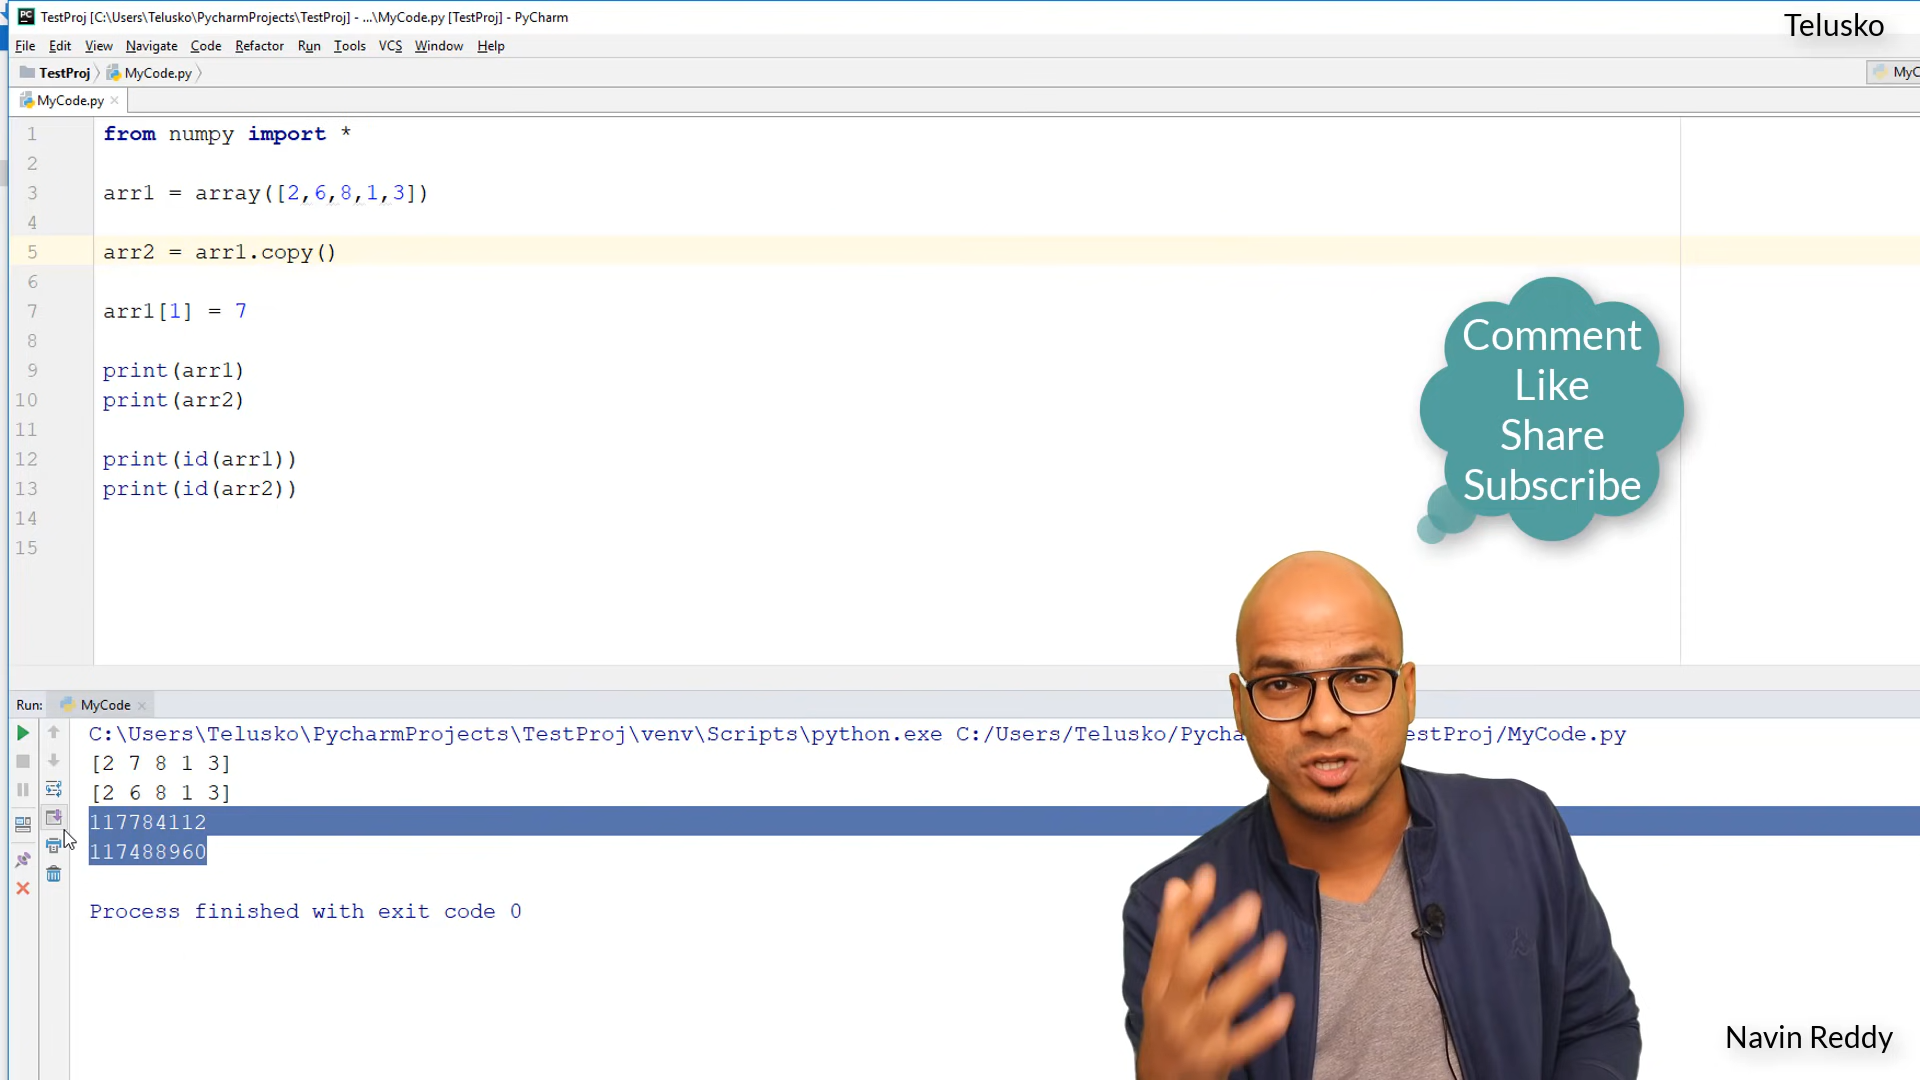 TestProj [C:\Users\Telusko\PycharmProjects\TestProj] - ...\MyCode.py [TestProj] - PyCharm
Telusko
File Edit View Navigate Code Refactor Run Tools VCS Window Help
TestProj MyCode.py
MyC
MyCode.py
1 from numpy import *
2
3 arr1 = array([2,6,8,1,3])
4
5 arr2 = arr1.copy()
6
7 arr1[1] = 7
8
9 print(arr1)
10 print(arr2)
11
12 print(id(arr1))
13 print(id(arr2))
14
15
Comment
Like
Share
Subscribe
Run: MyCode
C:\Users\Telusko\PycharmProjects\TestProj\venv\Scripts\python.exe C:/Users/Telusko/Pycha estProj/MyCode.py
[2 7 8 1 3]
[2 6 8 1 3]
117784112
117488960
Process finished with exit code 0
Navin Reddy